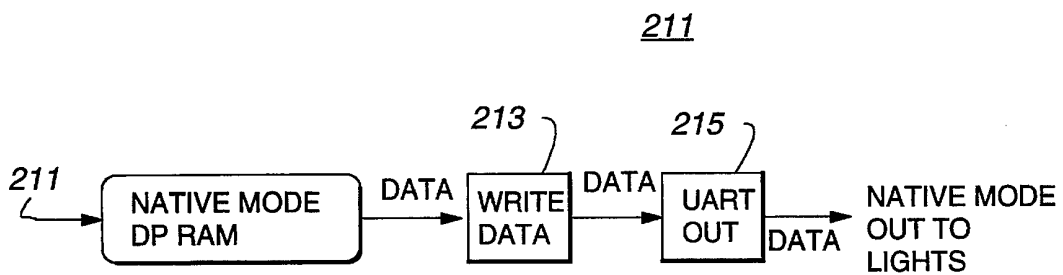 211
213
215
211
NATIVE MODE
DP RAM
DATA
WRITE
DATA
DATA
UART
OUT
DATA
NATIVE MODE
OUT TO
LIGHTS